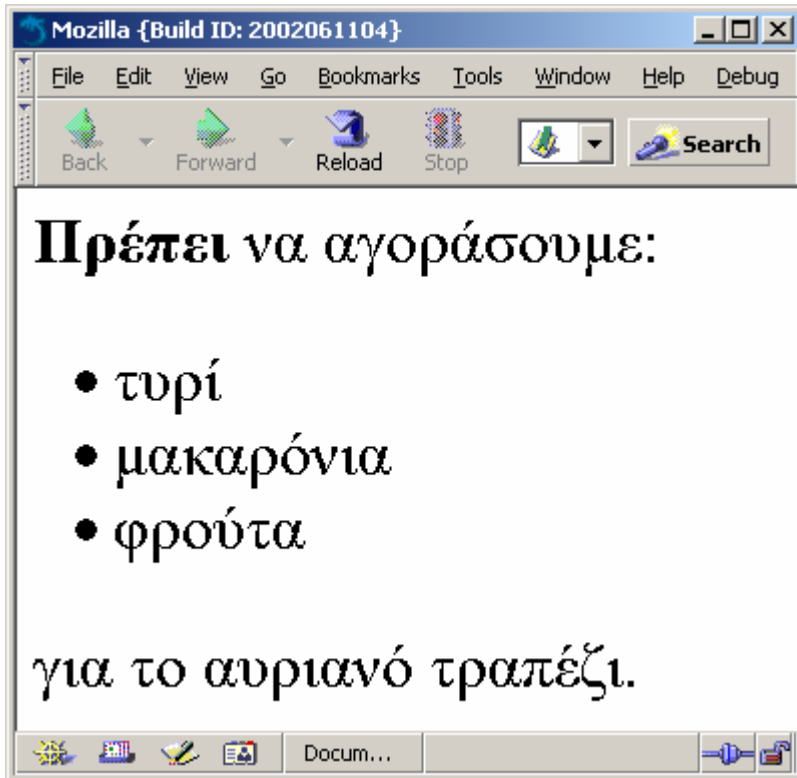 Mozilla {Build ID: 2002061104}
File Edit View Go Bookmarks Tools Window Help Debug
Back Forward Reload Stop Search
Πρέπει να αγοράσουμε:
• τυρί
• μακαρόνια
• φρούτα
για το αυριανό τραπέζι.
Docum...